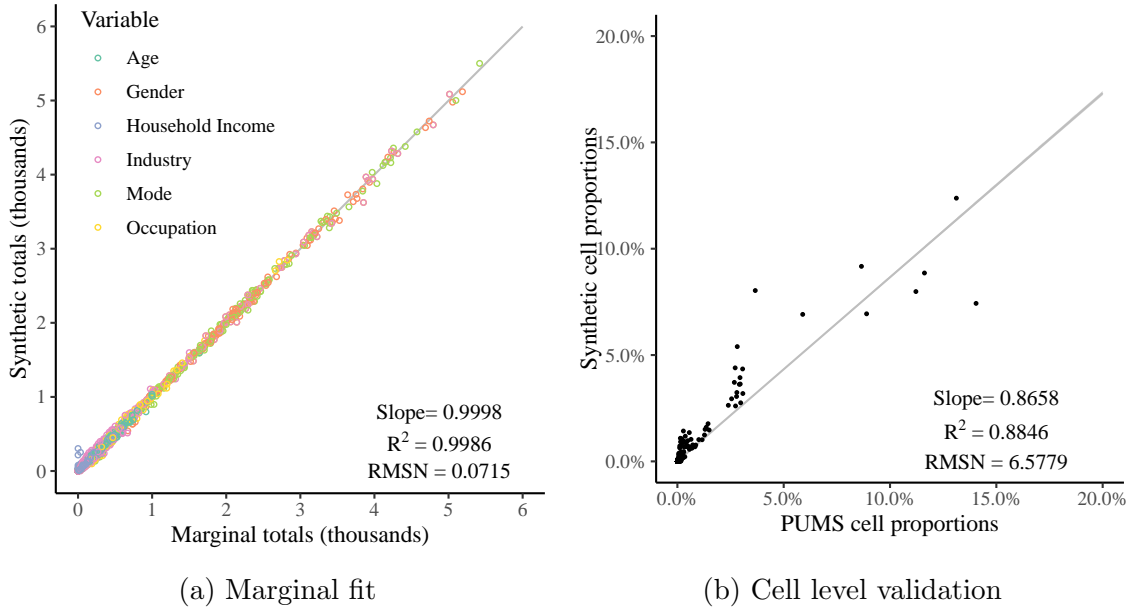 Variable
Age
Gender
Household Income
Industry
Mode
Occupation
Synthetic totals (thousands)
6
5
4
3
2
1
0
Slope= 0.9998
R² = 0.9986
RMSN = 0.0715
0 1 2 3 4 5 6
Marginal totals (thousands)
(a) Marginal fit
Synthetic cell proportions
20.0%
15.0%
10.0%
5.0%
0.0%
Slope= 0.8658
R² = 0.8846
RMSN = 6.5779
0.0% 5.0% 10.0% 15.0% 20.0%
PUMS cell proportions
(b) Cell level validation